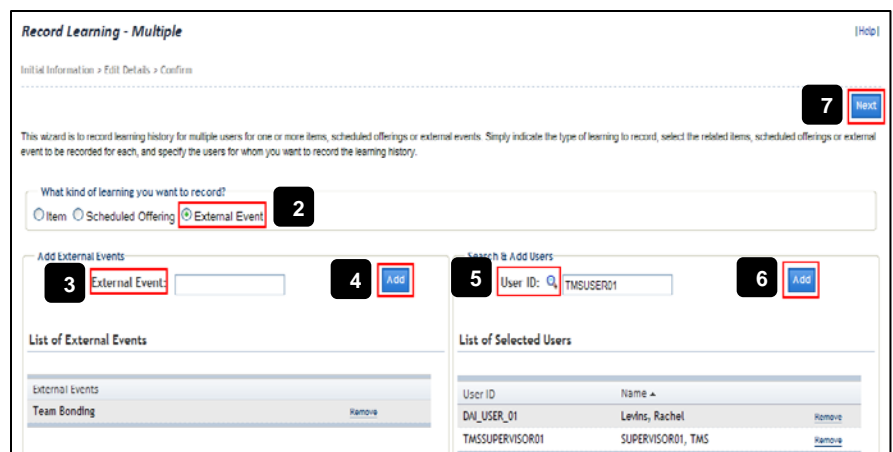 Record Learning - Multiple
[Help]
Initial Information > Edit Details > Confirm
7 Next
This wizard is to record learning history for multiple users for one or more items, scheduled offerings or external events. Simply indicate the type of learning to record, select the related items, scheduled offerings or external
event to be recorded for each, and specify the users for whom you want to record the learning history.
What kind of learning you want to record?
Item Scheduled Offering External Event 2
Add External Events
3 External Event: 4 Add
Search & Add Users
5 User ID: TMSUSER01 6 Add
List of External Events
List of Selected Users
External Events
Team Bonding Remove
User ID Name
DAI_USER_01 Levins, Rachel Remove
TMSSUPERVISOR01 SUPERVISOR01, TMS Remove